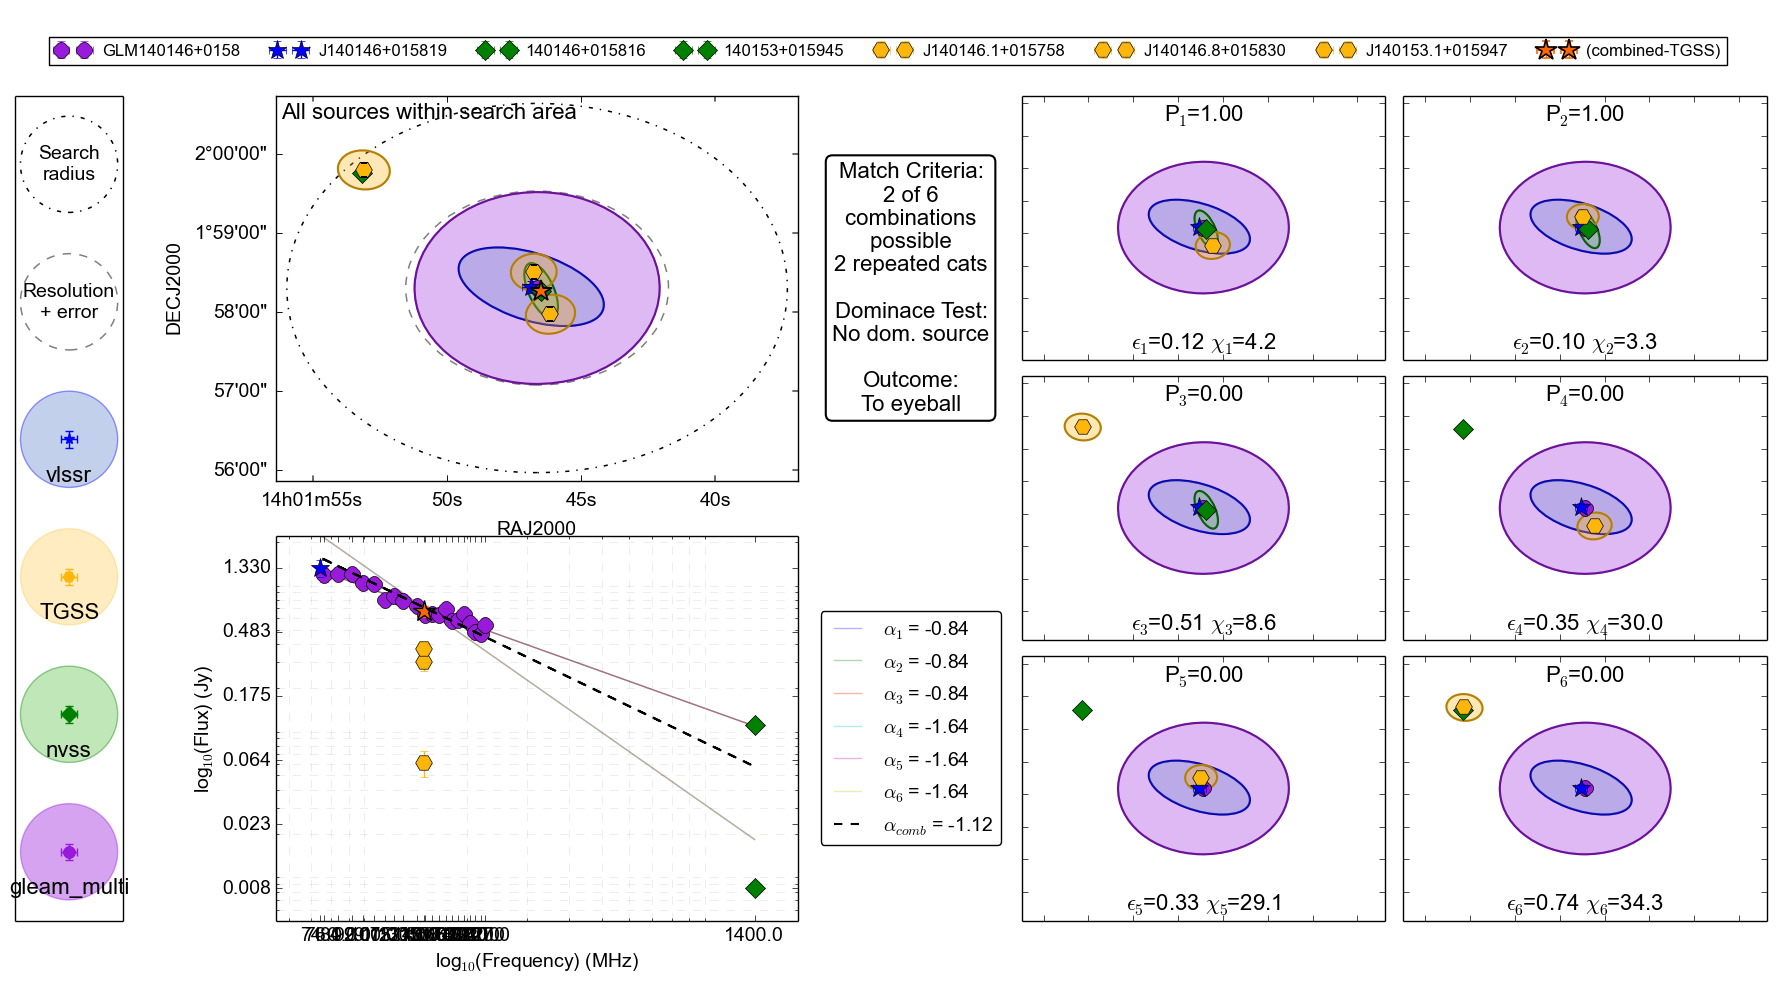 GLM140146+0158 J140146+015819 140146+015816 140153+015945 J140146.1+015758 J140146.8+015830 J140153.1+015947 (combined-TGSS)
Search
radius
Resolution
+ error
vlssr
TGSS
nvss
gleam_multi
All sources within search area
DECJ2000
2°00'00"
1°59'00"
58'00"
57'00"
56'00"
14h01m55s 50s 45s 40s
RAJ2000
log10(Flux) (Jy)
1.330
0.483
0.175
0.064
0.023
0.008
1400.0
log10(Frequency) (MHz)
Match Criteria:
2 of 6
combinations
possible
2 repeated cats
Dominace Test:
No dom. source
Outcome:
To eyeball
α1 = -0.84
α2 = -0.84
α3 = -0.84
α4 = -1.64
α5 = -1.64
α6 = -1.64
αcomb = -1.12
P1=1.00
ϵ1=0.12 χ1=4.2
P2=1.00
ϵ2=0.10 χ2=3.3
P3=0.00
ϵ3=0.51 χ3=8.6
P4=0.00
ϵ4=0.35 χ4=30.0
P5=0.00
ϵ5=0.33 χ5=29.1
P6=0.00
ϵ6=0.74 χ6=34.3